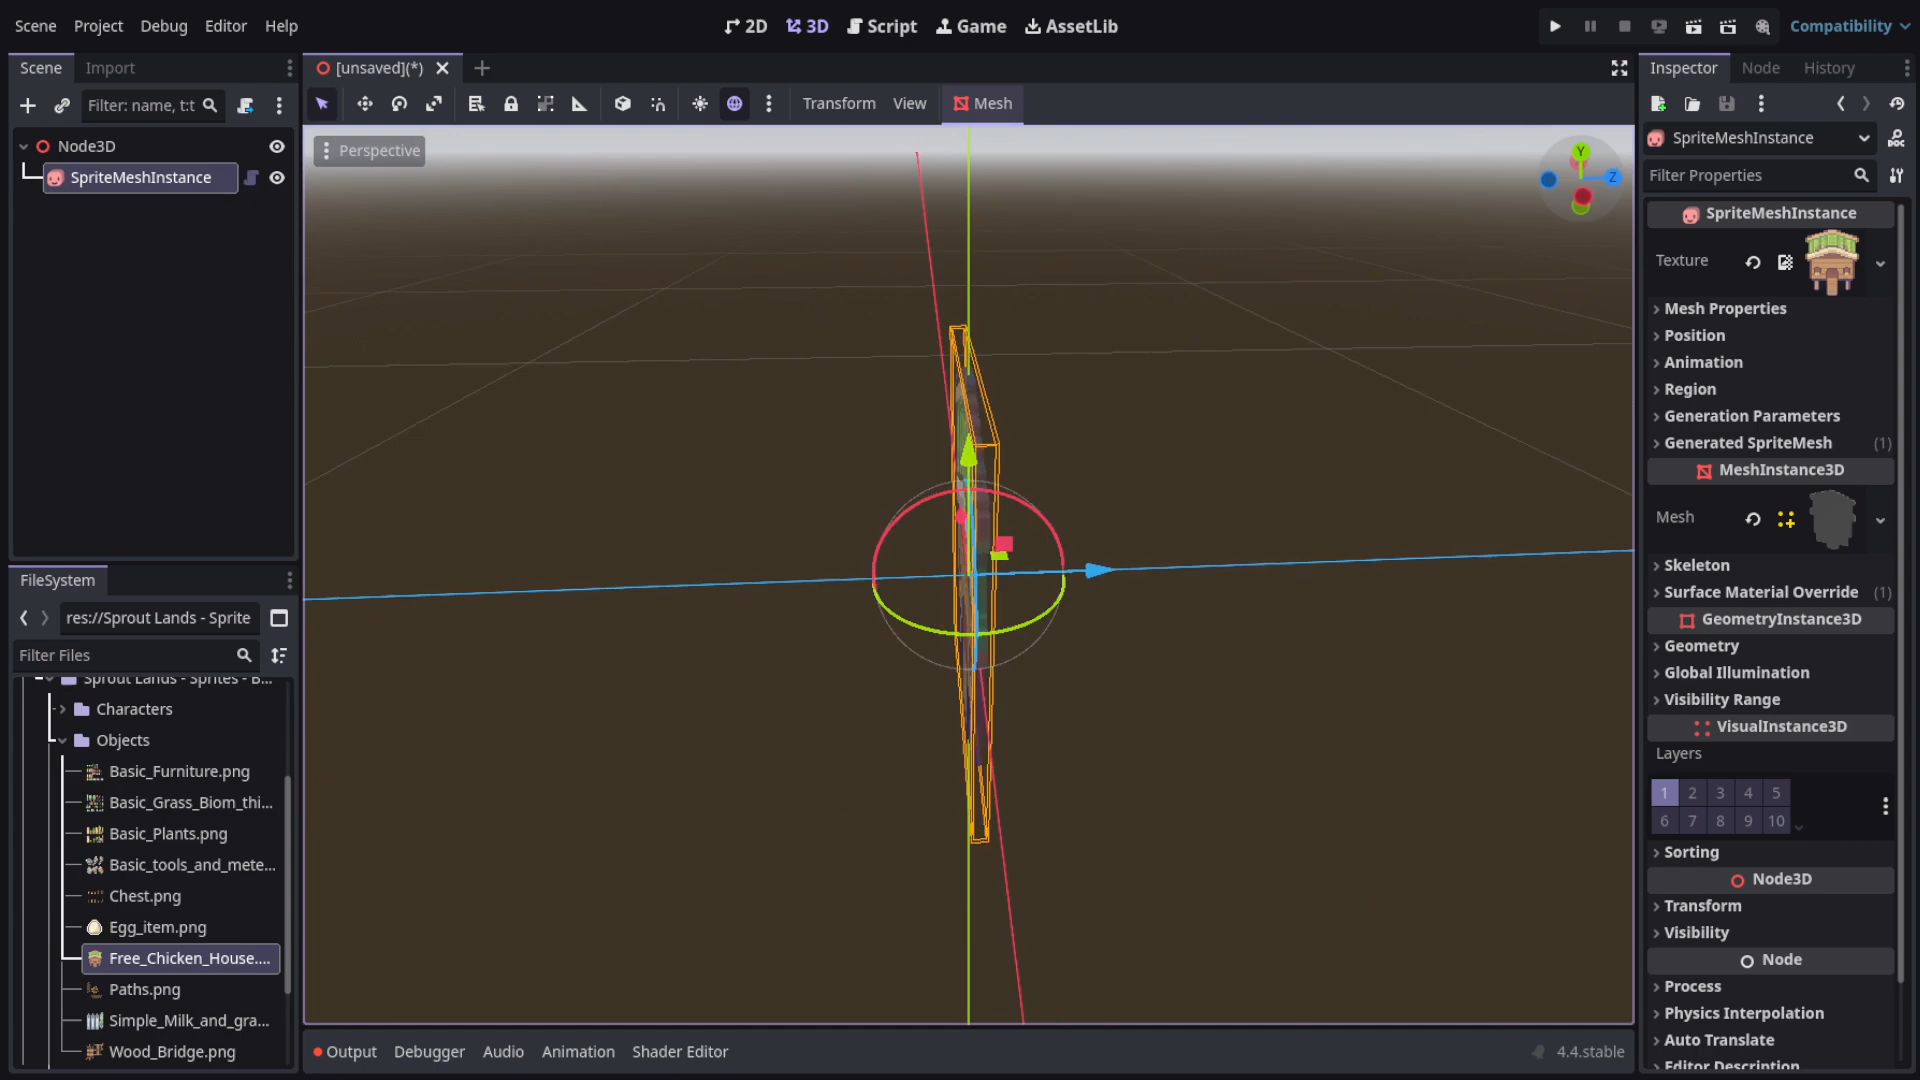 Scene Project Debug Editor Help
2D 3D Script Game AssetLib
Compatibility
Scene Import
Filter: name, t:t
Node3D
SpriteMeshInstance
FileSystem
res://Sprout Lands - Sprite
Filter Files
Sprout Lands - Sprites - B...
Characters
Objects
Basic_Furniture.png
Basic_Grass_Biom_thi...
Basic_Plants.png
Basic_tools_and_mete...
Chest.png
Egg_item.png
Free_Chicken_House....
Paths.png
Simple_Milk_and_gra...
Wood_Bridge.png
[unsaved](*)
Transform View Mesh
Perspective
Y
Z
Output Debugger Audio Animation Shader Editor
4.4.stable
Inspector Node History
SpriteMeshInstance
Filter Properties
SpriteMeshInstance
Texture
Mesh Properties
Position
Animation
Region
Generation Parameters
Generated SpriteMesh (1)
MeshInstance3D
Mesh
Skeleton
Surface Material Override (1)
GeometryInstance3D
Geometry
Global Illumination
Visibility Range
VisualInstance3D
Layers
1 2 3 4 5
6 7 8 9 10
Sorting
Node3D
Transform
Visibility
Node
Process
Physics Interpolation
Auto Translate
Editor Description